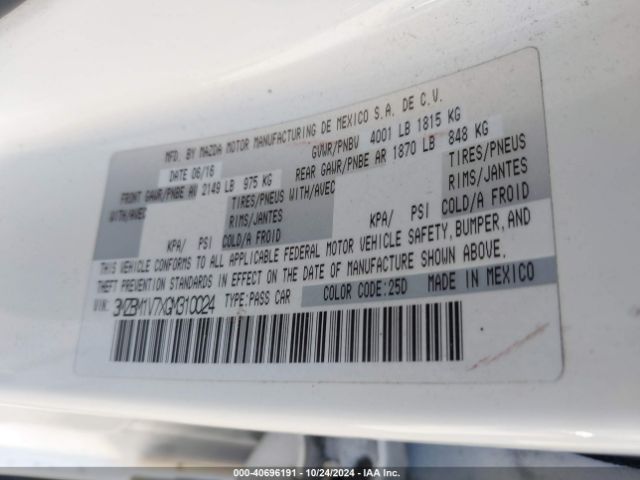 MFD. BY MAZDA MOTOR MANUFACTURING DE MEXICO S.A. DE C.V.
DATE 06/16 GVWR/PNBV 4001 LB 1815 KG
FRONT GAWR/PNBE AV 2149 LB 975 KG REAR GAWR/PNBE AR 1870 LB 848 KG
WITH/AVEC TIRES/PNEUS WITH/AVEC TIRES/PNEUS
RIMS/JANTES RIMS/JANTES
KPA/ PSI COLD/A FROID KPA/ PSI COLD/A FROID
THIS VEHICLE CONFORMS TO ALL APPLICABLE FEDERAL MOTOR VEHICLE SAFETY, BUMPER, AND
THEFT PREVENTION STANDARDS IN EFFECT ON THE DATE OF MANUFACTURE SHOWN ABOVE.
VIN: 3MZBM1V7XGM310024 TYPE:PASS CAR COLOR CODE:25D MADE IN MEXICO
000-40696191 - 10/24/2024 - IAA Inc.